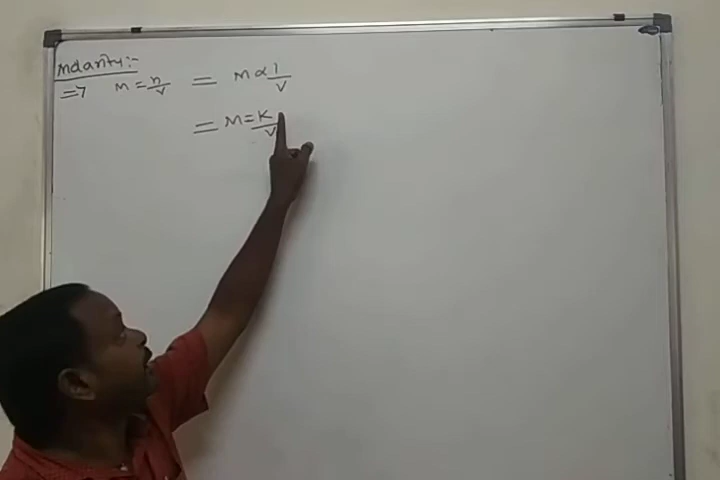 Molarity:-
=> M = n/V = M ∝ 1/V
= M = K/V